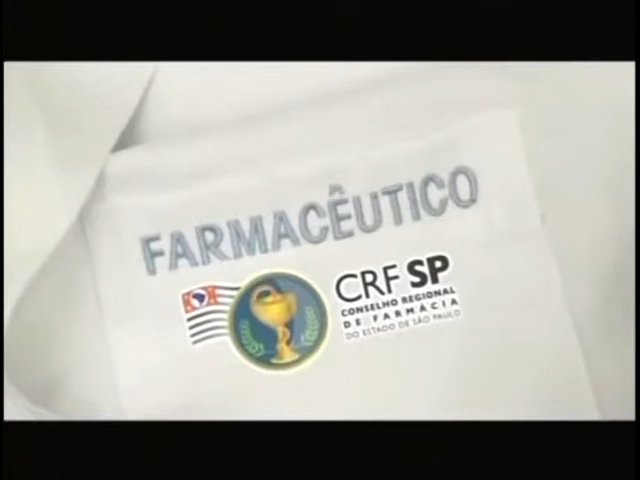 FARMACÊUTICO
CRF SP
CONSELHO REGIONAL
DE FARMÁCIA
DO ESTADO DE SÃO PAULO